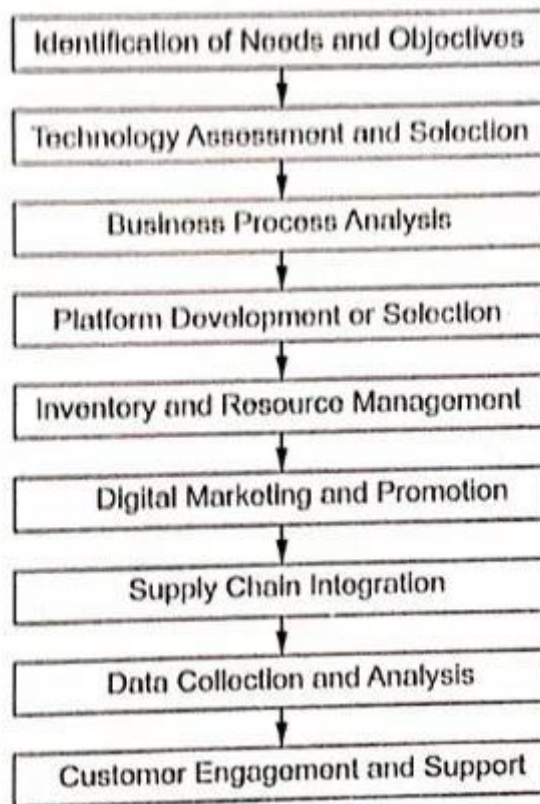 Identification of Needs and Objectives
Technology Assessment and Selection
Business Process Analysis
Platform Development or Selection
Inventory and Resource Management
Digital Marketing and Promotion
Supply Chain Integration
Data Collection and Analysis
Customer Engagement and Support